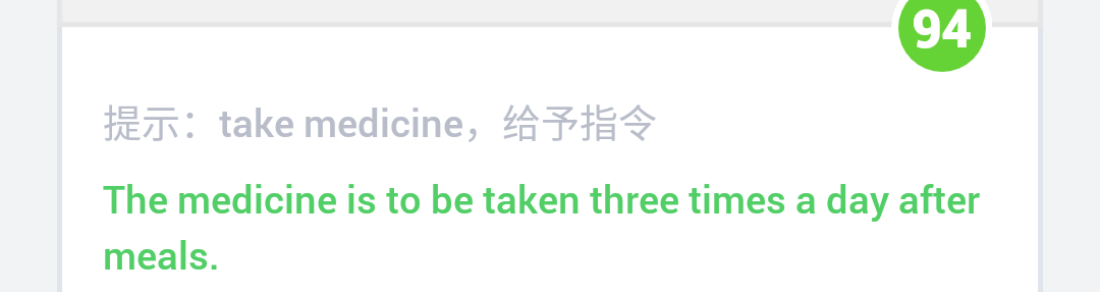 94
提示：take medicine，给予指令
The medicine is to be taken three times a day after
meals.